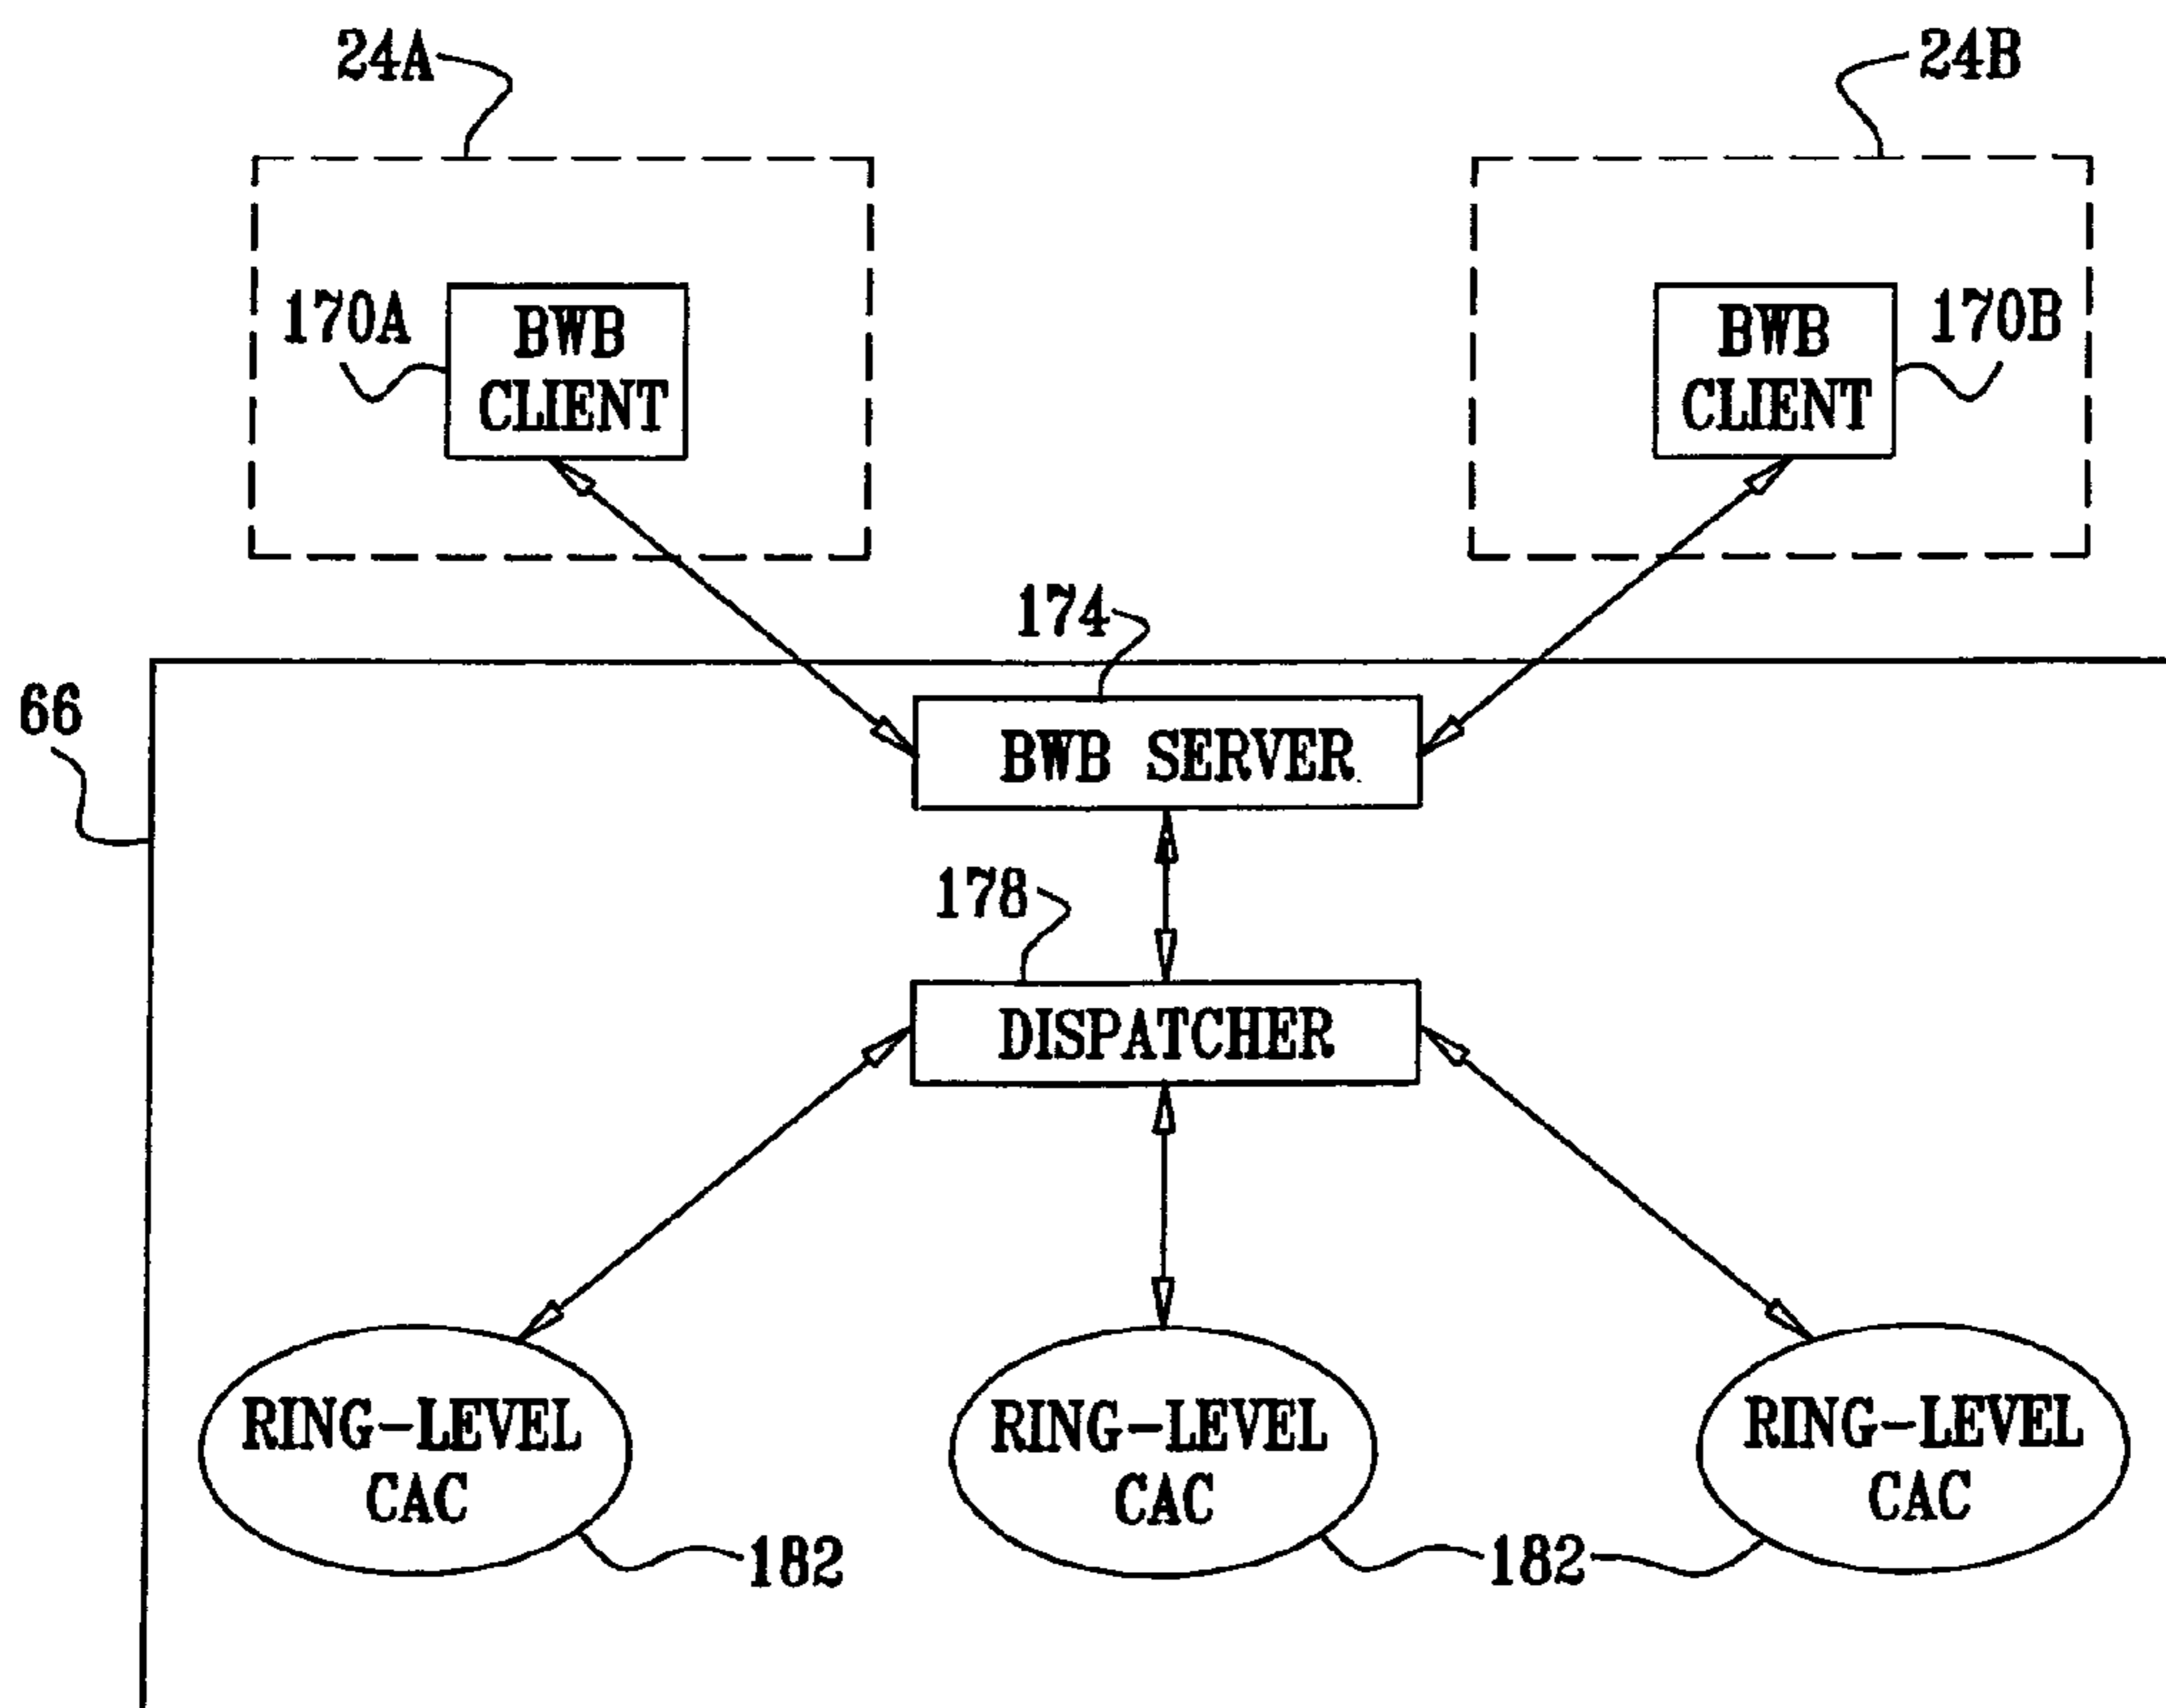 24A
24B
170A
BWB
CLIENT
BWB
CLIENT
170B
174
66
BWB SERVER
178
DISPATCHER
RING-LEVEL
CAC
RING-LEVEL
CAC
RING-LEVEL
CAC
182
182